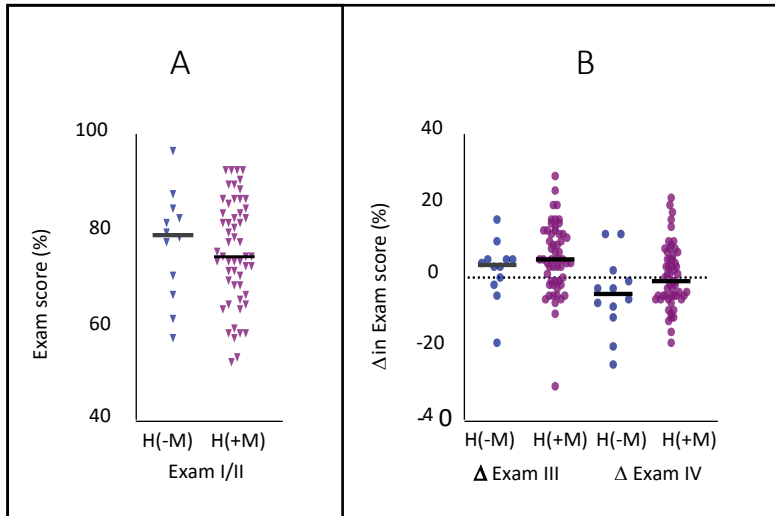 A
B
100
80
60
40
Exam score (%)
H(-M) H(+M)
Exam I/II
40
20
0
-20
-4 0
Δ in Exam score (%)
H(-M) H(+M) H(-M) H(+M)
Δ Exam III Δ Exam IV